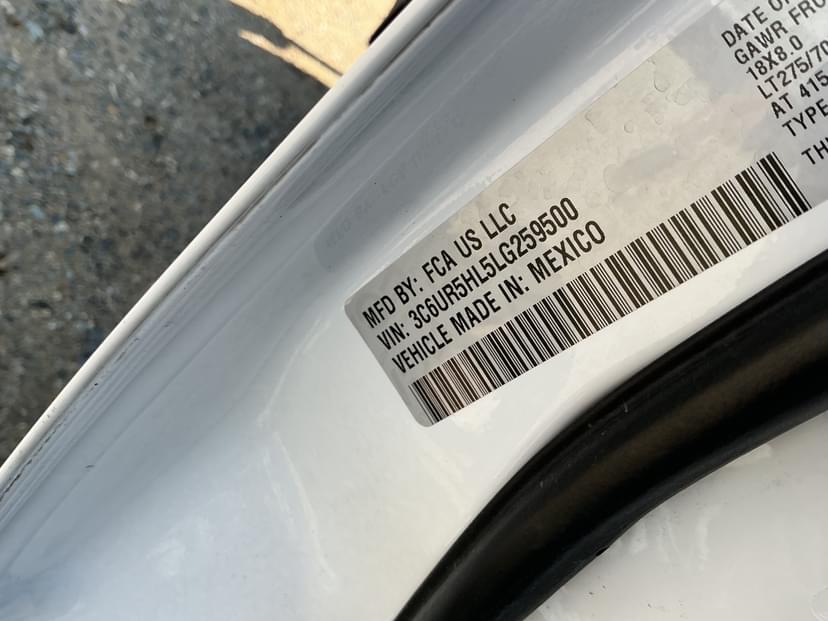 MFD BY: FCA US LLC
VIN: 3C6UR5HL5LG259500
VEHICLE MADE IN: MEXICO
DATE OF
GAWR FRO
18X8.0
LT275/70
AT 415
TYPE
TH